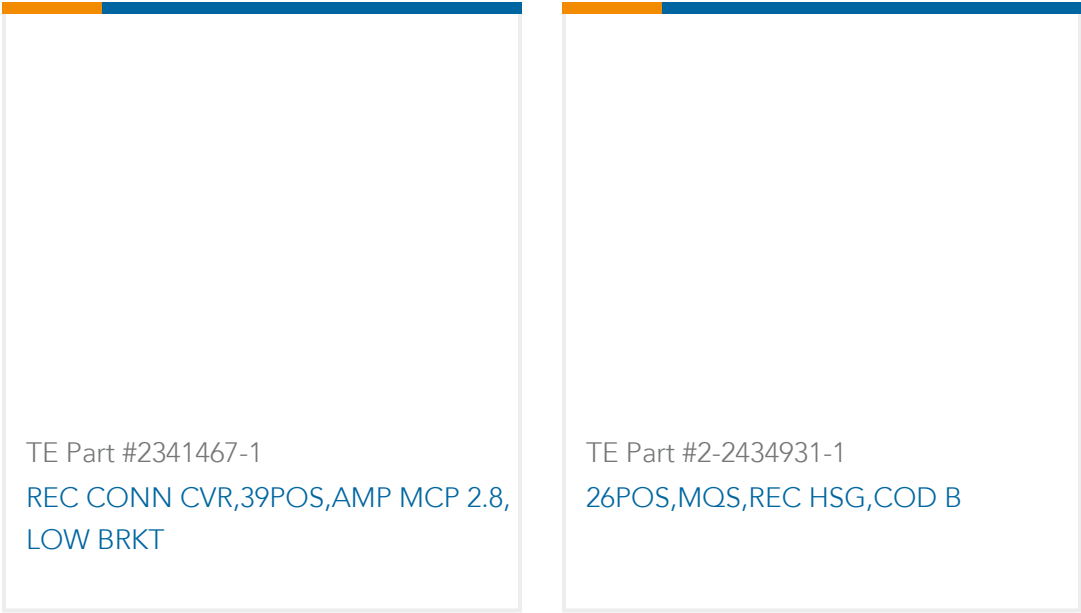 TE Part #2341467-1
REC CONN CVR,39POS,AMP MCP 2.8,
LOW BRKT
TE Part #2-2434931-1
26POS,MQS,REC HSG,COD B